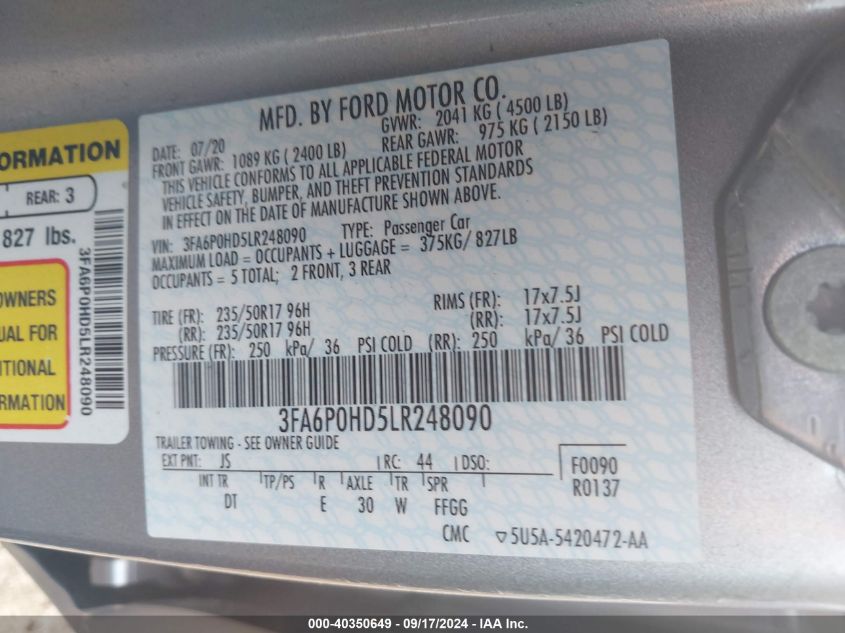 MFD. BY FORD MOTOR CO.
DATE: 07/20 GVWR: 2041 KG ( 4500 LB)
FRONT GAWR: 1089 KG ( 2400 LB) REAR GAWR: 975 KG ( 2150 LB)
THIS VEHICLE CONFORMS TO ALL APPLICABLE FEDERAL MOTOR
VEHICLE SAFETY, BUMPER, AND THEFT PREVENTION STANDARDS
IN EFFECT ON THE DATE OF MANUFACTURE SHOWN ABOVE.
VIN: 3FA6P0HD5LR248090 TYPE: Passenger Car
MAXIMUM LOAD = OCCUPANTS + LUGGAGE = 375KG/ 827LB
OCCUPANTS = 5 TOTAL; 2 FRONT, 3 REAR
TIRE (FR): 235/50R17 96H RIMS (FR): 17x7.5J
(RR): 235/50R17 96H (RR): 17x7.5J
PRESSURE (FR): 250 kPa/ 36 PSI COLD (RR): 250 kPa/ 36 PSI COLD
3FA6P0HD5LR248090
TRAILER TOWING - SEE OWNER GUIDE
EXT PNT: JS RC: 44 DSO: F0090
INT TR TP/PS R AXLE TR SPR R0137
DT E 30 W FFGG
CMC ▽5U5A-5420472-AA
ORMATION
REAR: 3
827 lbs.
3FA6P0HD5LR248090
OWNERS
UAL FOR
ITIONAL
RMATION
000-40350649 - 09/17/2024 - IAA Inc.